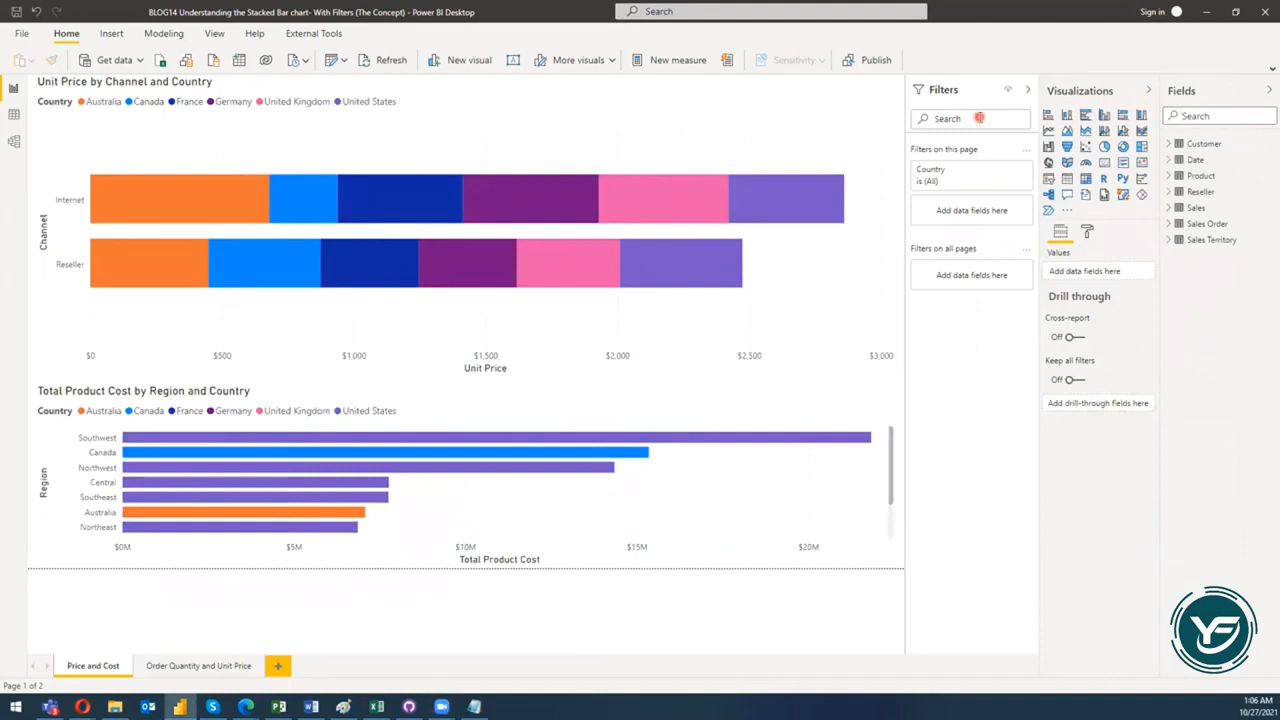 BLOG14 Understanding the Stacked Bar chart- With Filters (The Concept) - Power BI Desktop
Search
Sign in
File Home Insert Modeling View Help External Tools
Get data
Refresh
New visual
More visuals
New measure
Sensitivity
Publish
Unit Price by Channel and Country
Country Australia Canada France Germany United Kingdom United States
Channel
Internet
Reseller
$0 $500 $1,000 $1,500 $2,000 $2,500 $3,000
Unit Price
Total Product Cost by Region and Country
Country Australia Canada France Germany United Kingdom United States
Region
Southwest
Canada
Northwest
Central
Southeast
Australia
Northeast
$0M $5M $10M $15M $20M
Total Product Cost
Filters
Search
Filters on this page
Country
is (All)
Add data fields here
Filters on all pages
Add data fields here
Visualizations
R Py
Values
Add data fields here
Drill through
Cross-report
Off
Keep all filters
Off
Add drill-through fields here
Fields
Search
Customer
Date
Product
Reseller
Sales
Sales Order
Sales Territory
YF
Price and Cost Order Quantity and Unit Price
Page 1 of 2
1:06 AM
10/27/2021